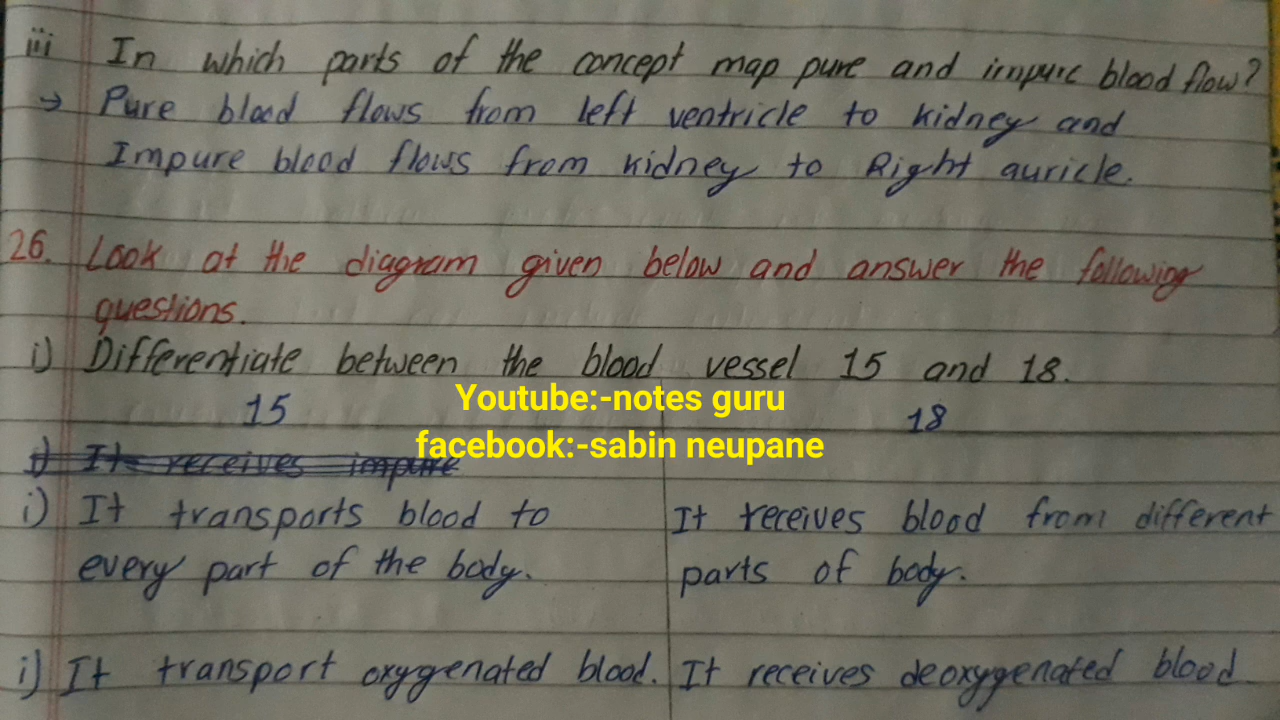 iii In which parts of the concept map pure and impure blood flow?
→ Pure blood flows from left ventricle to kidney and
Impure blood flows from kidney to Right auricle.
26. Look at the diagram given below and answer the following
questions.
i) Differentiate between the blood vessel 15 and 18.
Youtube:-notes guru
15 18
facebook:-sabin neupane
i) It receives impure
i) It transports blood to It receives blood from different
every part of the body. parts of body.
i) It transport oxygenated blood. It receives deoxygenated blood